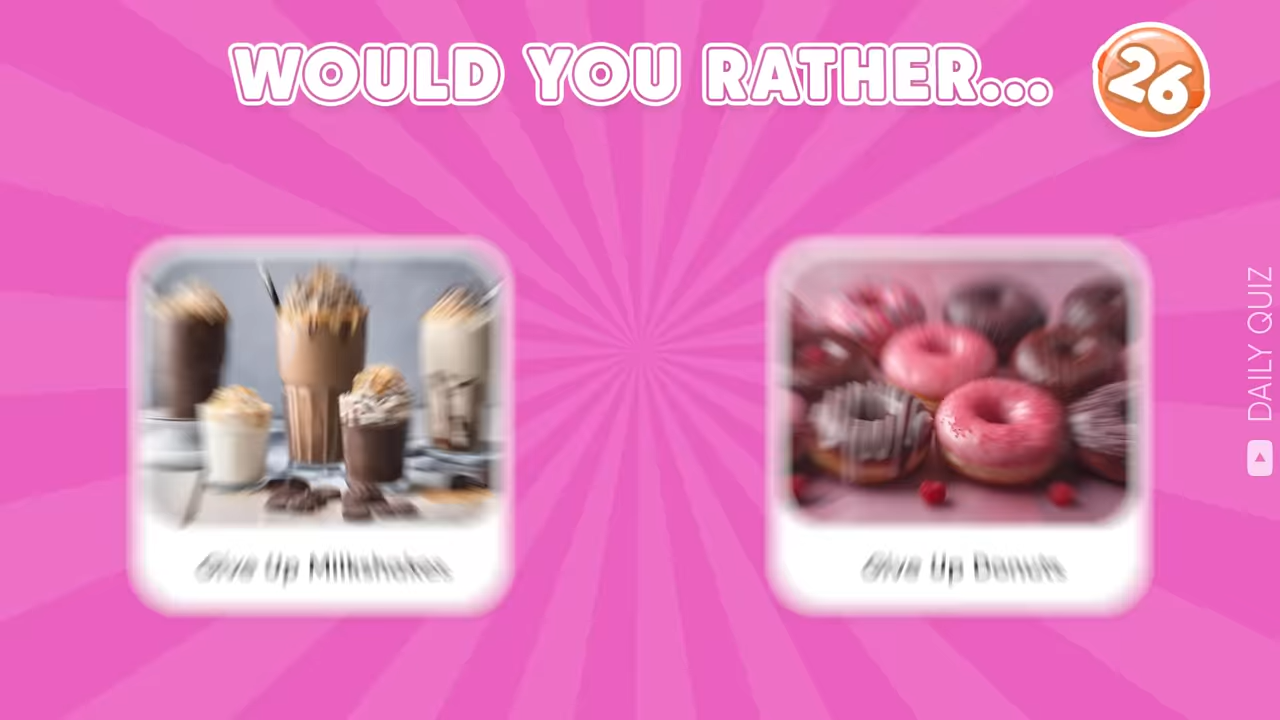 WOULD YOU RATHER...
26
Give Up Milkshakes
Give Up Donuts
DAILY QUIZ